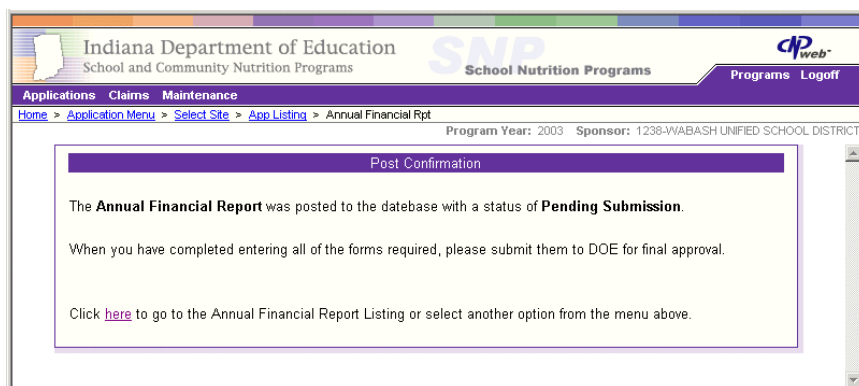 Indiana Department of Education
School and Community Nutrition Programs
SNP
School Nutrition Programs
CNPweb
Programs Logoff
Applications Claims Maintenance
Home > Application Menu > Select Site > App Listing > Annual Financial Rpt
Program Year: 2003 Sponsor: 1238-WABASH UNIFIED SCHOOL DISTRICT
Post Confirmation
The Annual Financial Report was posted to the datebase with a status of Pending Submission.
When you have completed entering all of the forms required, please submit them to DOE for final approval.
Click here to go to the Annual Financial Report Listing or select another option from the menu above.